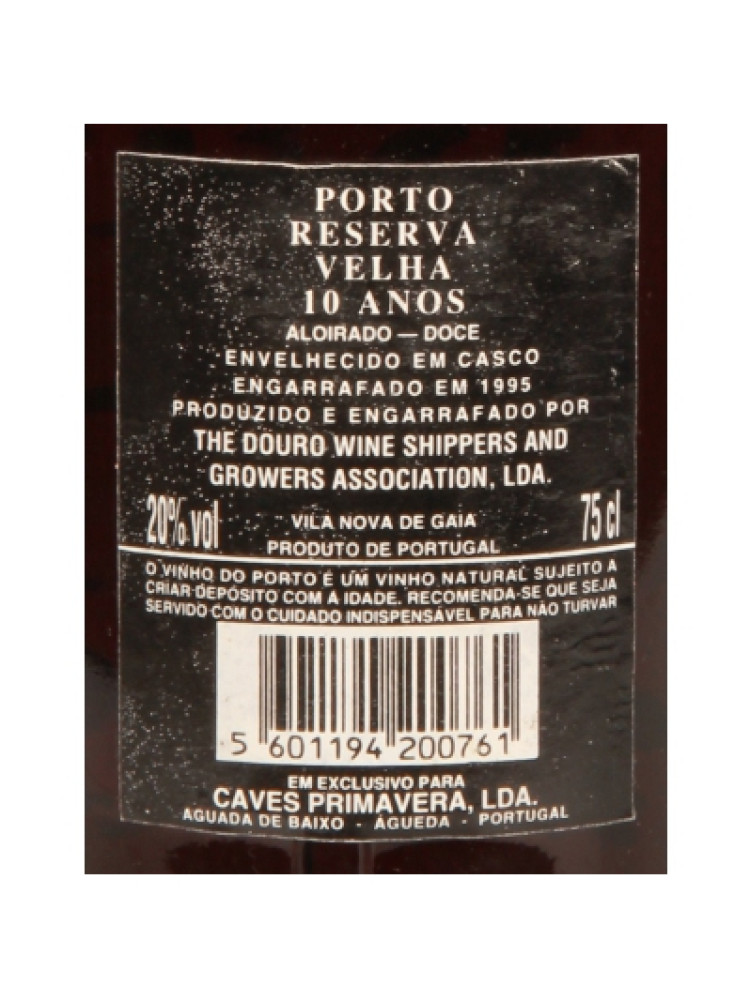 PORTO
RESERVA
VELHA
10 ANOS
ALOIRADO — DOCE
ENVELHECIDO EM CASCO
ENGARRAFADO EM 1995
PRODUZIDO E ENGARRAFADO POR
THE DOURO WINE SHIPPERS AND
GROWERS ASSOCIATION, LDA.
20% vol
VILA NOVA DE GAIA
75 cl
PRODUTO DE PORTUGAL
O VINHO DO PORTO É UM VINHO NATURAL SUJEITO A
CRIAR DEPÓSITO COM A IDADE. RECOMENDA-SE QUE SEJA
SERVIDO COM O CUIDADO INDISPENSÁVEL PARA NÃO TURVAR
5 601194 200761
EM EXCLUSIVO PARA
CAVES PRIMAVERA, LDA.
AGUADA DE BAIXO - ÁGUEDA - PORTUGAL